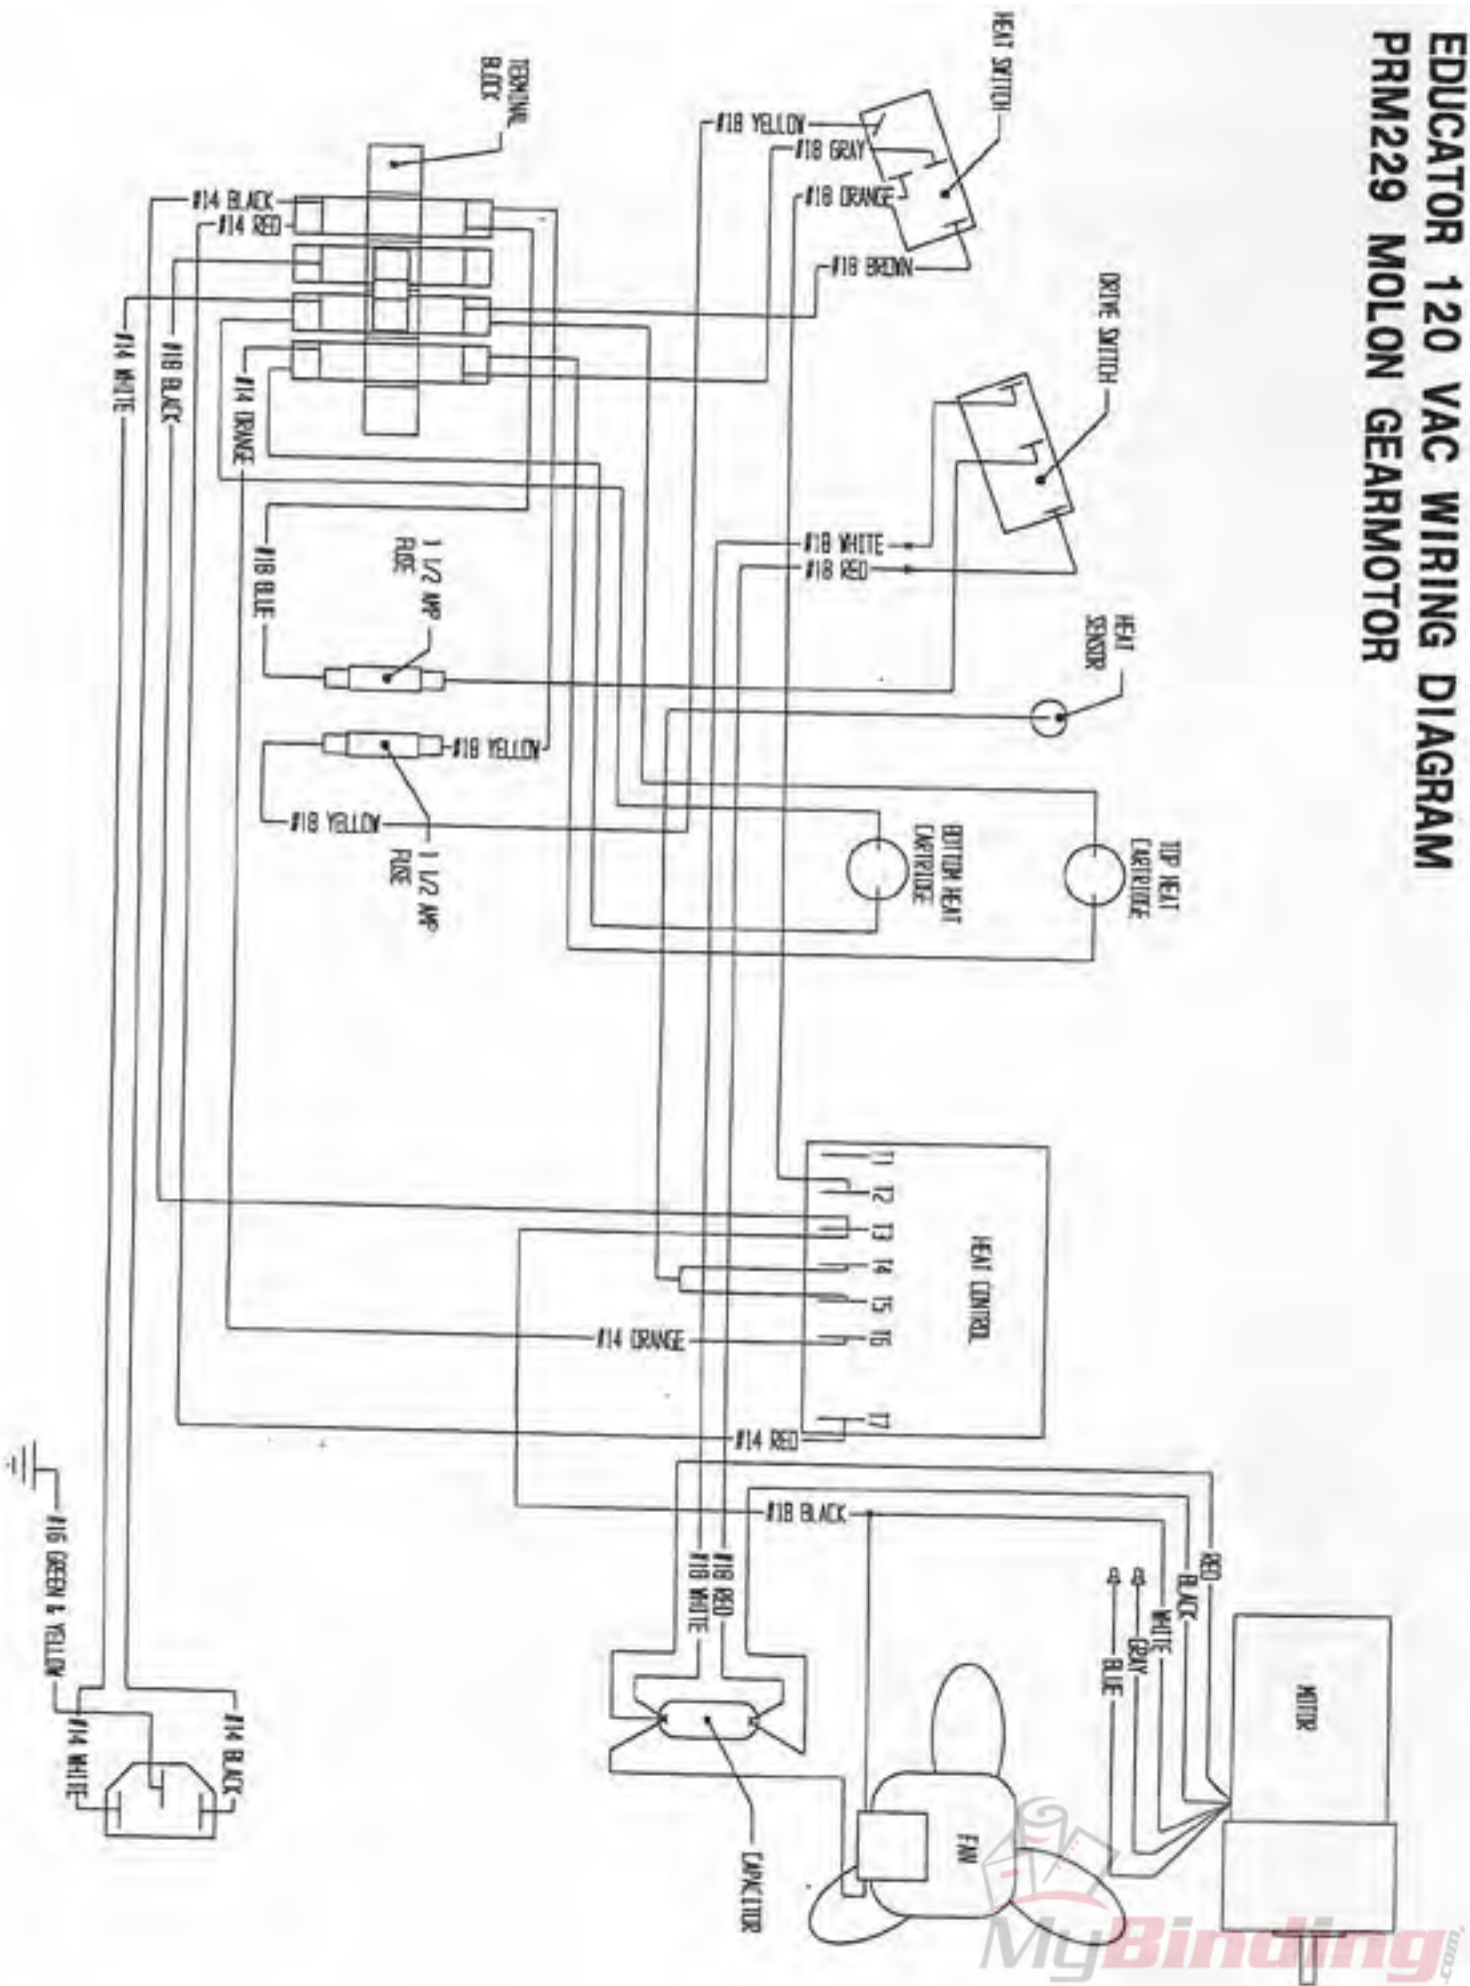 EDUCATOR 120 VAC WIRING DIAGRAM
PRM229 MOLON GEARMOTOR
HEAT SWITCH
DRIVE SWITCH
HEAT
SENSOR
TOP HEAT
CARTRIDGE
BOTTOM HEAT
CARTRIDGE
HEAT CONTROL
T1
T2
T3
T4
T5
T6
T7
MOTOR
RED
BLACK
WHITE
GRAY
BLUE
FAN
CAPACITOR
TERMINAL
BLOCK
#18 YELLOW
#18 GRAY
#18 ORANGE
#18 BROWN
#18 WHITE
#18 RED
#14 BLACK
#14 RED
#14 WHITE
#18 BLACK
#14 ORANGE
#18 BLUE
1 1/2 AMP
FUSE
#18 YELLOW
#18 YELLOW
1 1/2 AMP
FUSE
#14 ORANGE
#14 RED
#18 BLACK
#18 RED
#18 WHITE
#16 GREEN & YELLOW
#14 WHITE
#14 BLACK
MyBinding.com